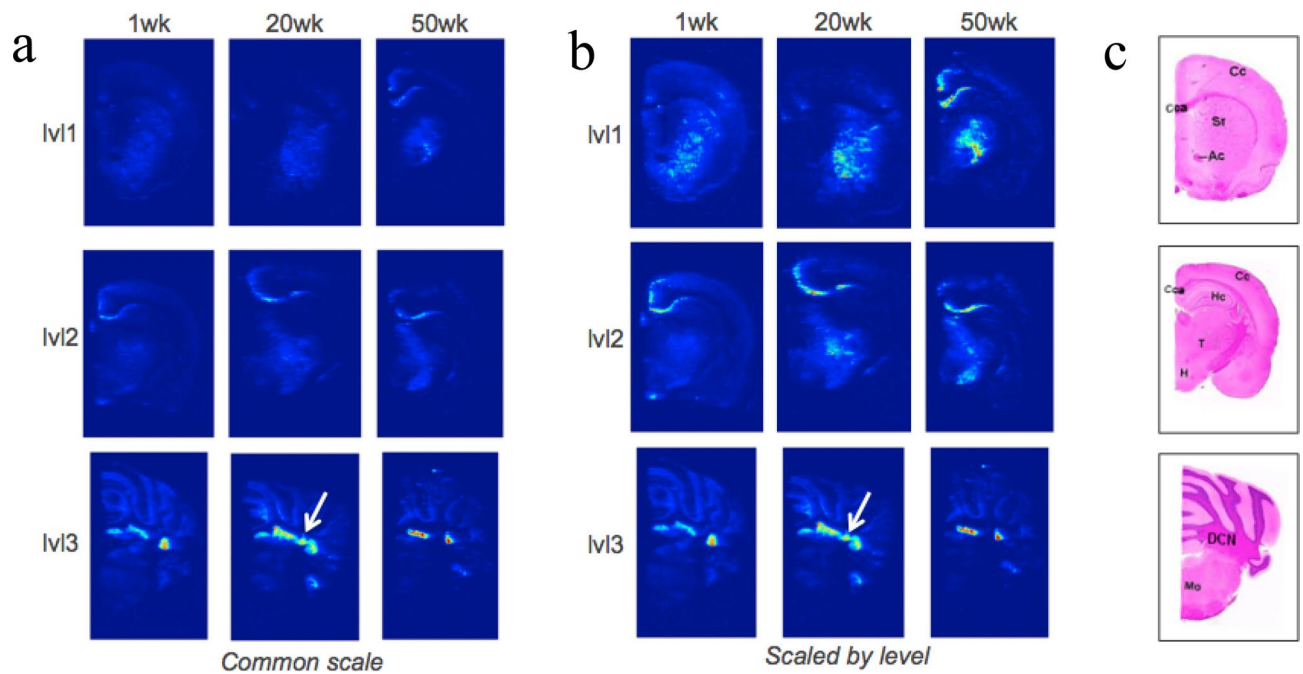 a
1wk 20wk 50wk
lvl1
lvl2
lvl3
Common scale
b
1wk 20wk 50wk
lvl1
lvl2
lvl3
Scaled by level
c
Cc
Cca
St
Ac
Cc
Cca
Hc
T
H
DCN
Mo